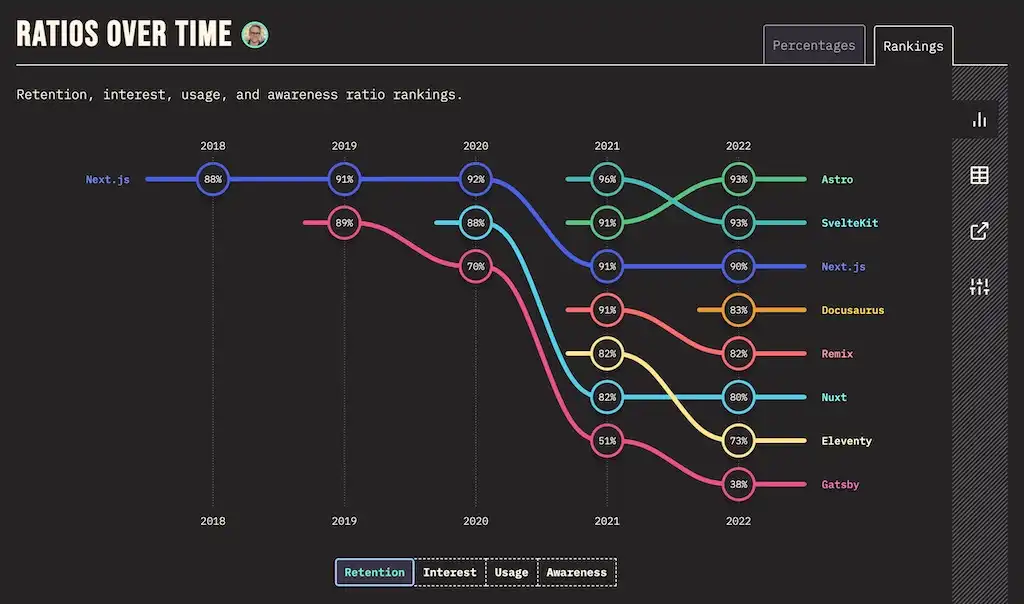 RATIOS OVER TIME
Percentages
Rankings
Retention, interest, usage, and awareness ratio rankings.
2018 2019 2020 2021 2022
Next.js 88% 91% 92% 96% 93% Astro
89% 88% 91% 93% SvelteKit
70% 91% 90% Next.js
91% 83% Docusaurus
82% 82% Remix
82% 80% Nuxt
51% 73% Eleventy
38% Gatsby
2018 2019 2020 2021 2022
Retention Interest Usage Awareness